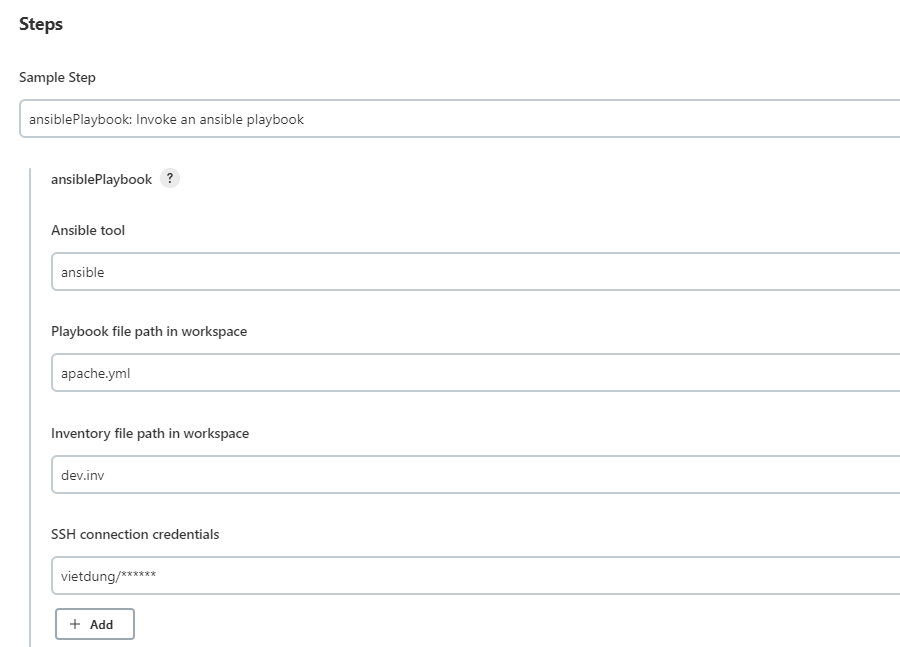 Steps
Sample Step
ansiblePlaybook: Invoke an ansible playbook
ansiblePlaybook ?
Ansible tool
ansible
Playbook file path in workspace
apache.yml
Inventory file path in workspace
dev.inv
SSH connection credentials
vietdung/******
+ Add